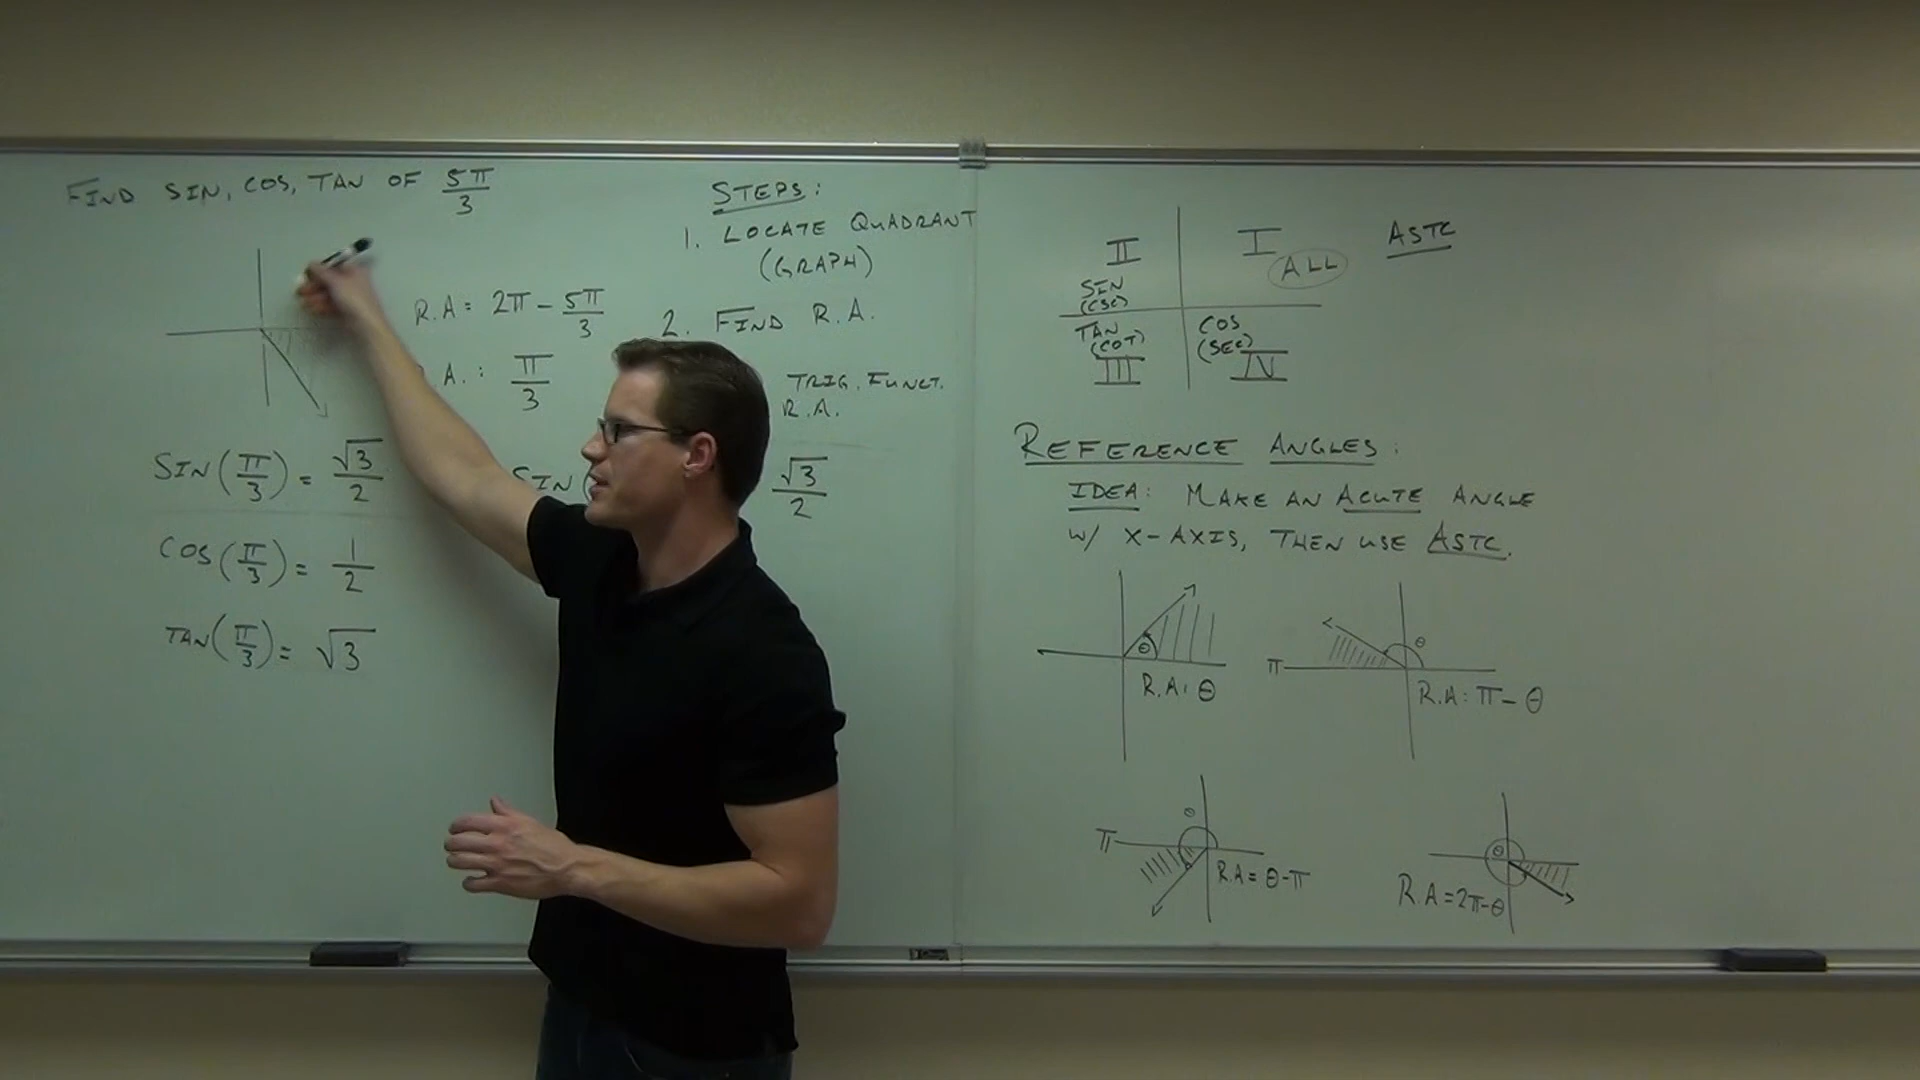 FIND SIN, COS, TAN OF 5π/3
R.A = 2π - 5π/3
A. : π/3
SIN(π/3) = √3/2
COS(π/3) = 1/2
TAN(π/3) = √3
STEPS:
1. LOCATE QUADRANT
(GRAPH)
2. FIND R.A.
TRIG. FUNCT.
R.A.
SIN(
√3/2
II
I
ALL
ASTC
SIN
(CSC)
TAN
(COT)
III
COS
(SEC)
IV
REFERENCE ANGLES:
IDEA: MAKE AN ACUTE ANGLE
W/ X-AXIS, THEN USE ASTC.
θ
R.A: θ
θ
π
R.A: π - θ
θ
π
R.A = θ-π
θ
R.A = 2π-θ